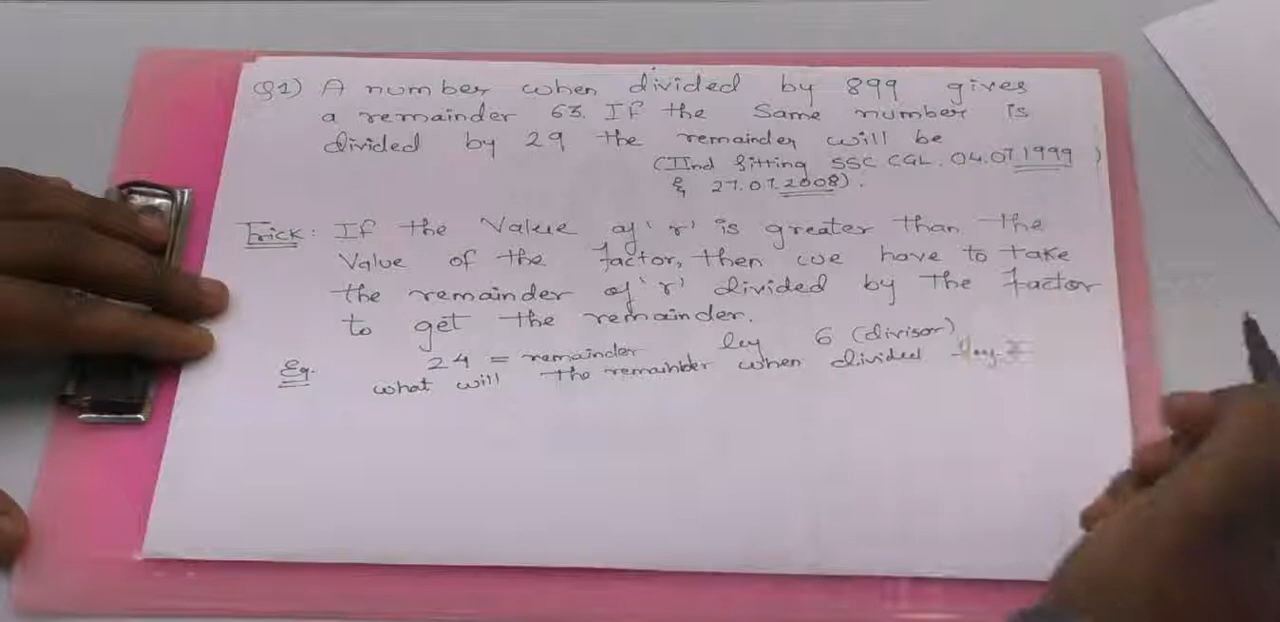 Q1) A number when divided by 899 gives
a remainder 63. If the same number is
divided by 29 the remainder will be
(IInd Sitting SSC CGL. 04.07.1999)
& 27.07.2008).
Trick: If the Value of 'r' is greater than the
Value of the factor, then we have to take
the remainder of 'r' divided by the factor
to get the remainder.
Eg. 24 = remainder by 6 (divisor)
what will the remainder when divided